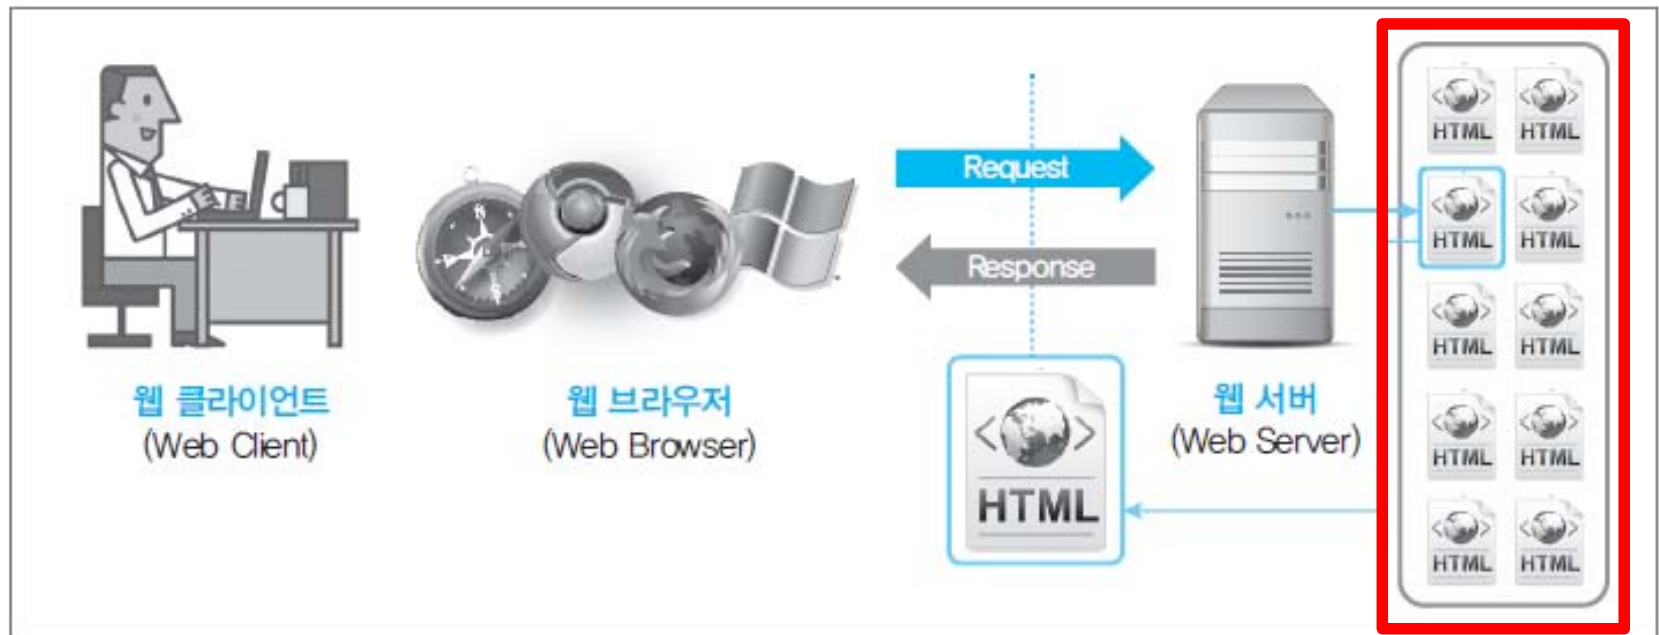 Request
Response
웹 클라이언트
(Web Client)
웹 브라우저
(Web Browser)
웹 서버
(Web Server)
HTML
HTML HTML
HTML HTML
HTML HTML
HTML HTML
HTML HTML